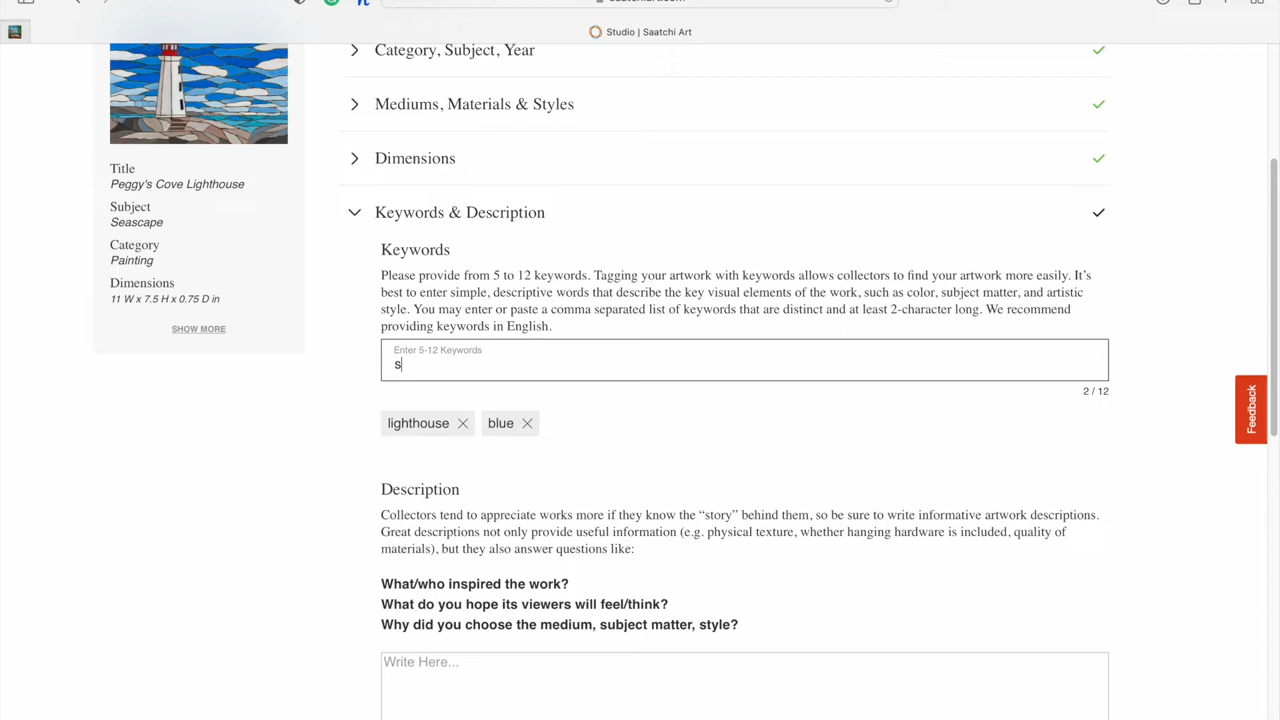 Studio | Saatchi Art
Category, Subject, Year
Mediums, Materials & Styles
Dimensions
Keywords & Description
Title
Peggy's Cove Lighthouse
Subject
Seascape
Category
Painting
Dimensions
11 W x 7.5 H x 0.75 D in
SHOW MORE
Keywords
Please provide from 5 to 12 keywords. Tagging your artwork with keywords allows collectors to find your artwork more easily. It’s
best to enter simple, descriptive words that describe the key visual elements of the work, such as color, subject matter, and artistic
style. You may enter or paste a comma separated list of keywords that are distinct and at least 2-character long. We recommend
providing keywords in English.
Enter 5-12 Keywords
s
2 / 12
lighthouse
blue
Feedback
Description
Collectors tend to appreciate works more if they know the “story” behind them, so be sure to write informative artwork descriptions.
Great descriptions not only provide useful information (e.g. physical texture, whether hanging hardware is included, quality of
materials), but they also answer questions like:
What/who inspired the work?
What do you hope its viewers will feel/think?
Why did you choose the medium, subject matter, style?
Write Here...